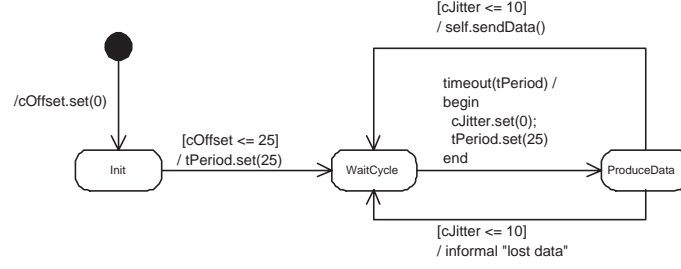 [cJitter <= 10]
/ self.sendData()
/cOffset.set(0)
timeout(tPeriod) /
begin
cJitter.set(0);
tPeriod.set(25)
end
[cOffset <= 25]
/ tPeriod.set(25)
Init
WaitCycle
ProduceData
[cJitter <= 10]
/ informal "lost data"